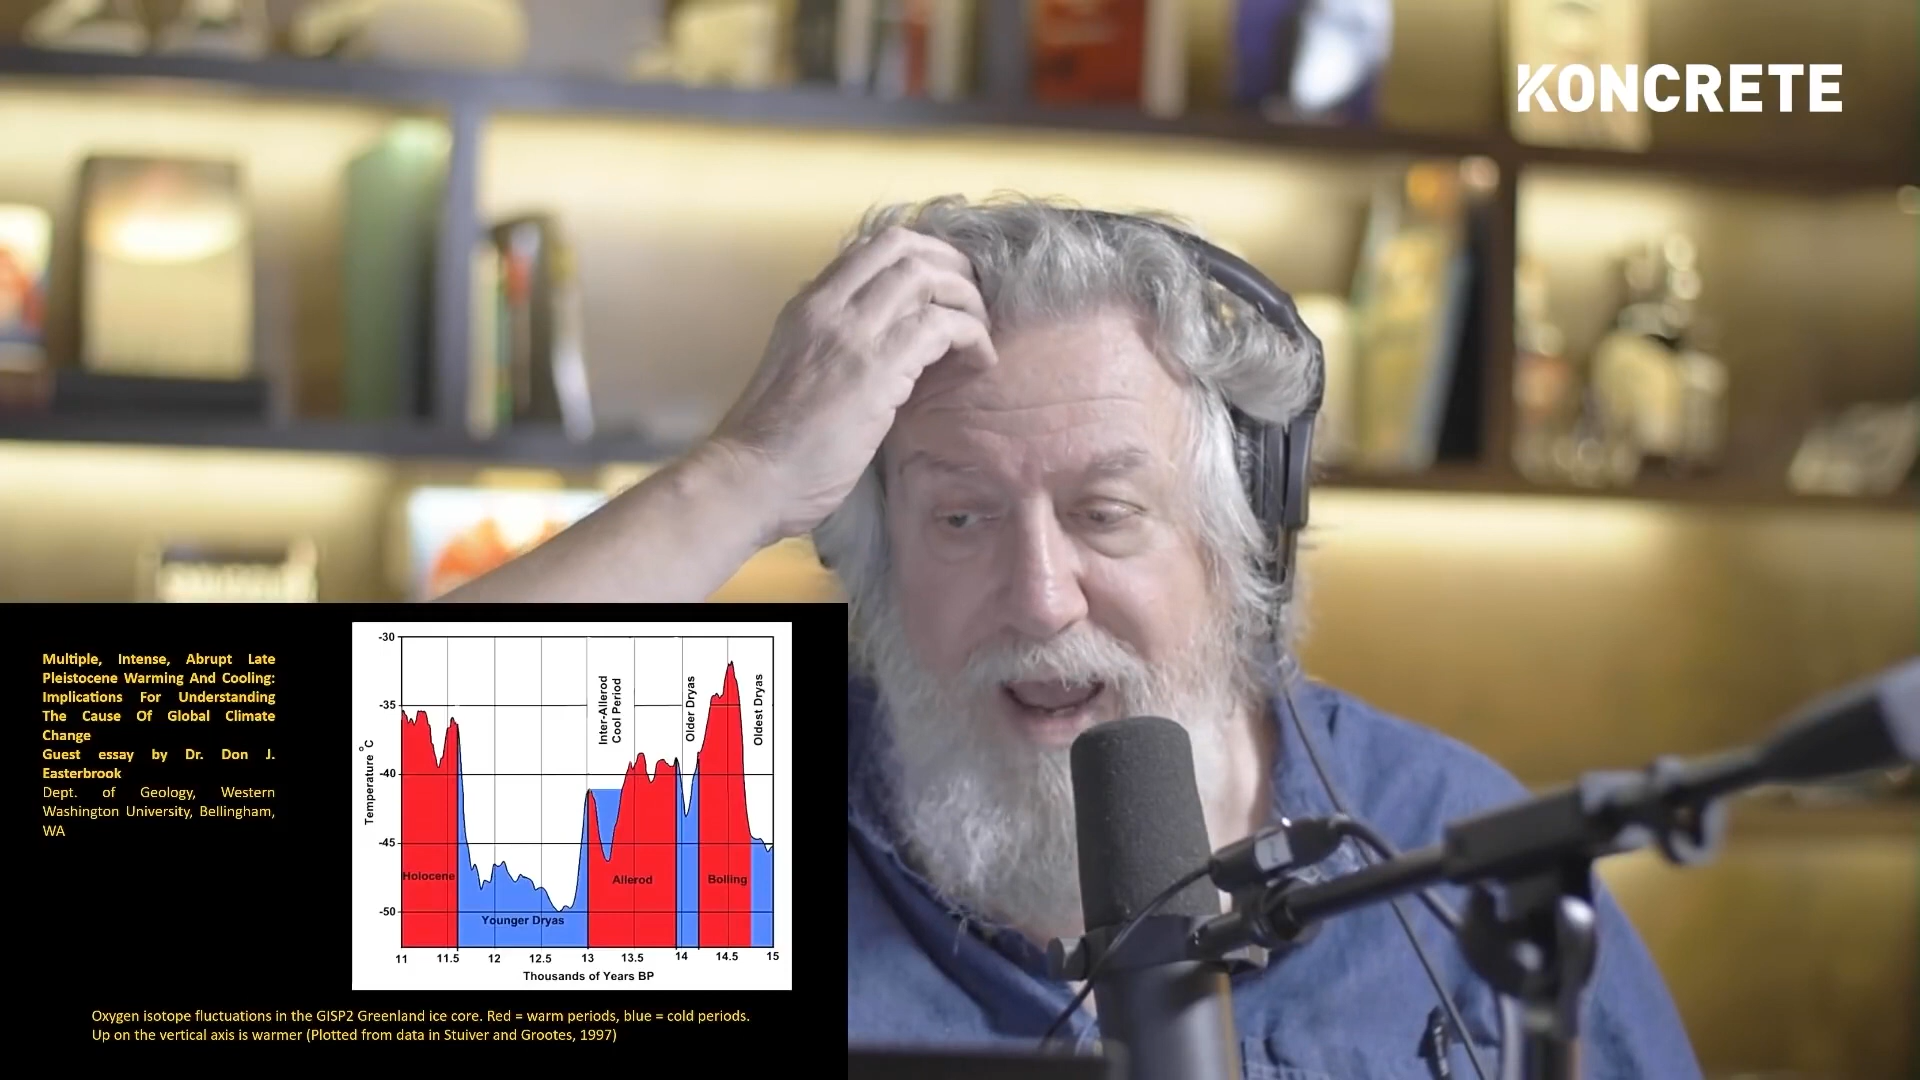 KONCRETE
Multiple, Intense, Abrupt Late
Pleistocene Warming And Cooling:
Implications For Understanding
The Cause Of Global Climate
Change
Guest essay by Dr. Don J.
Easterbrook
Dept. of Geology, Western
Washington University, Bellingham,
WA
-30
-35
-40
-45
-50
Temperature °C
Inter-Allerod
Cool Period
Older Dryas
Oldest Dryas
Holocene
Younger Dryas
Allerod
Bolling
11 11.5 12 12.5 13 13.5 14 14.5 15
Thousands of Years BP
Oxygen isotope fluctuations in the GISP2 Greenland ice core. Red = warm periods, blue = cold periods.
Up on the vertical axis is warmer (Plotted from data in Stuiver and Grootes, 1997)